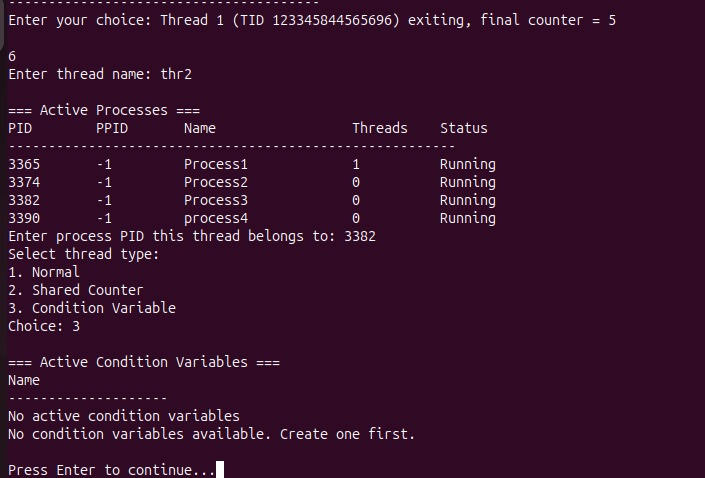 ----------------------------------------
Enter your choice: Thread 1 (TID 123345844565696) exiting, final counter = 5
6
Enter thread name: thr2
=== Active Processes ===
PID PPID Name Threads Status
--------------------------------------------------------
3365 -1 Process1 1 Running
3374 -1 Process2 0 Running
3382 -1 Process3 0 Running
3390 -1 process4 0 Running
Enter process PID this thread belongs to: 3382
Select thread type:
1. Normal
2. Shared Counter
3. Condition Variable
Choice: 3
=== Active Condition Variables ===
Name
--------------------
No active condition variables
No condition variables available. Create one first.
Press Enter to continue...